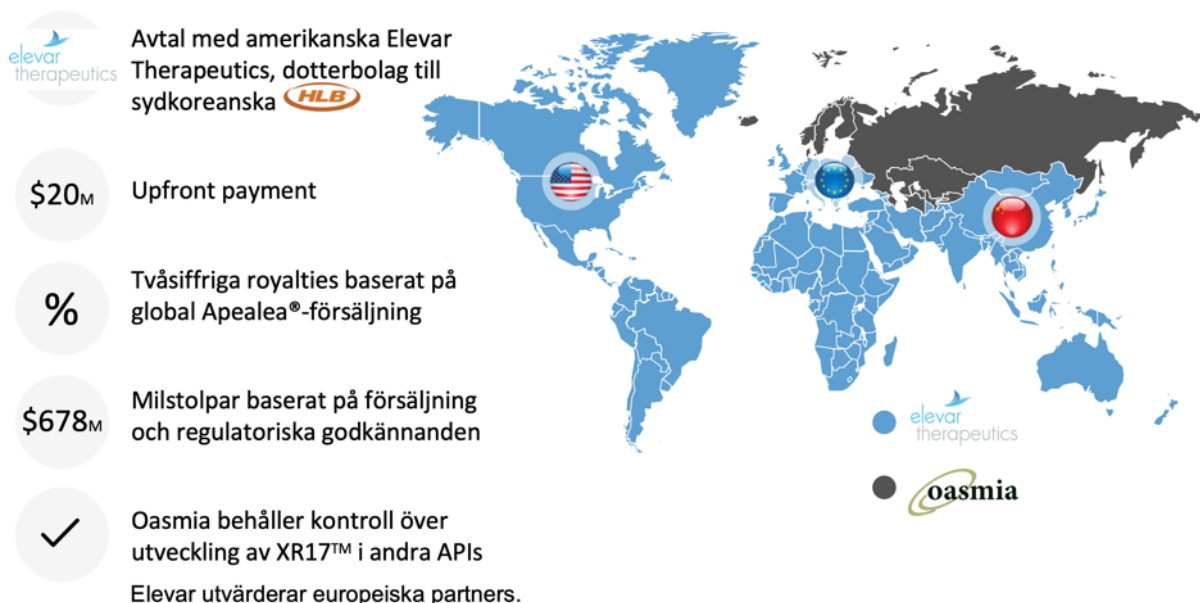 elevar
therapeutics
Avtal med amerikanska Elevar
Therapeutics, dotterbolag till
sydkoreanska HLB
$20M
Upfront payment
%
Tvåsiffriga royalties baserat på
global Apealea®-försäljning
$678M
Milstolpar baserat på försäljning
och regulatoriska godkännanden
Oasmia behåller kontroll över
utveckling av XR17™ i andra APIs
Elevar utvärderar europeiska partners.
elevar
therapeutics
oasmia